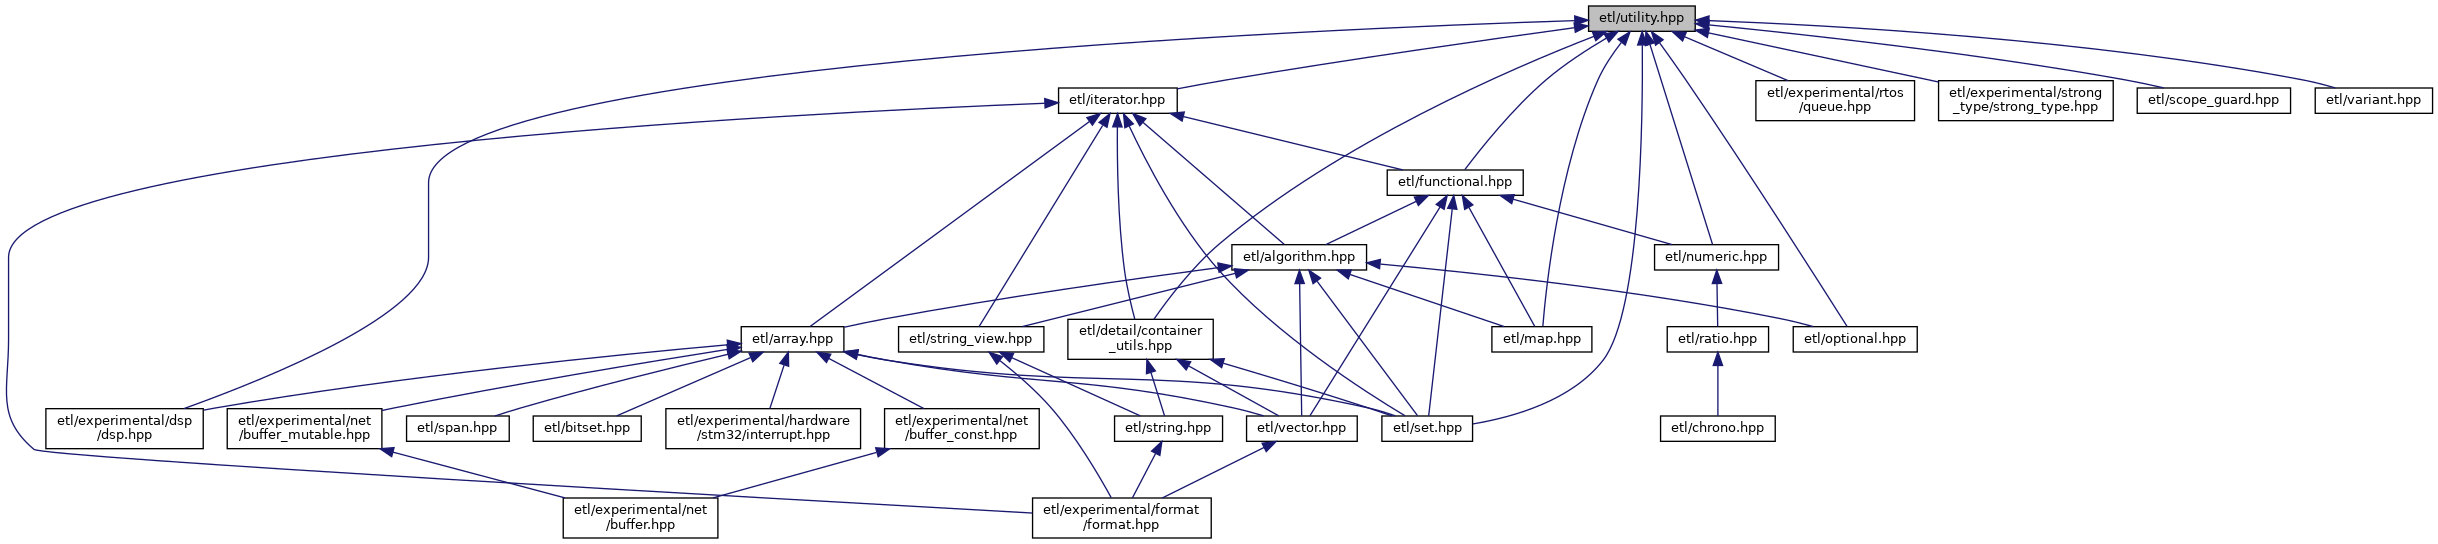 etl/utility.hpp
etl/iterator.hpp
etl/experimental/rtos
/queue.hpp
etl/experimental/strong
_type/strong_type.hpp
etl/scope_guard.hpp
etl/variant.hpp
etl/functional.hpp
etl/algorithm.hpp
etl/numeric.hpp
etl/array.hpp
etl/string_view.hpp
etl/detail/container
_utils.hpp
etl/map.hpp
etl/ratio.hpp
etl/optional.hpp
etl/experimental/dsp
/dsp.hpp
etl/experimental/net
/buffer_mutable.hpp
etl/span.hpp
etl/bitset.hpp
etl/experimental/hardware
/stm32/interrupt.hpp
etl/experimental/net
/buffer_const.hpp
etl/string.hpp
etl/vector.hpp
etl/set.hpp
etl/chrono.hpp
etl/experimental/net
/buffer.hpp
etl/experimental/format
/format.hpp